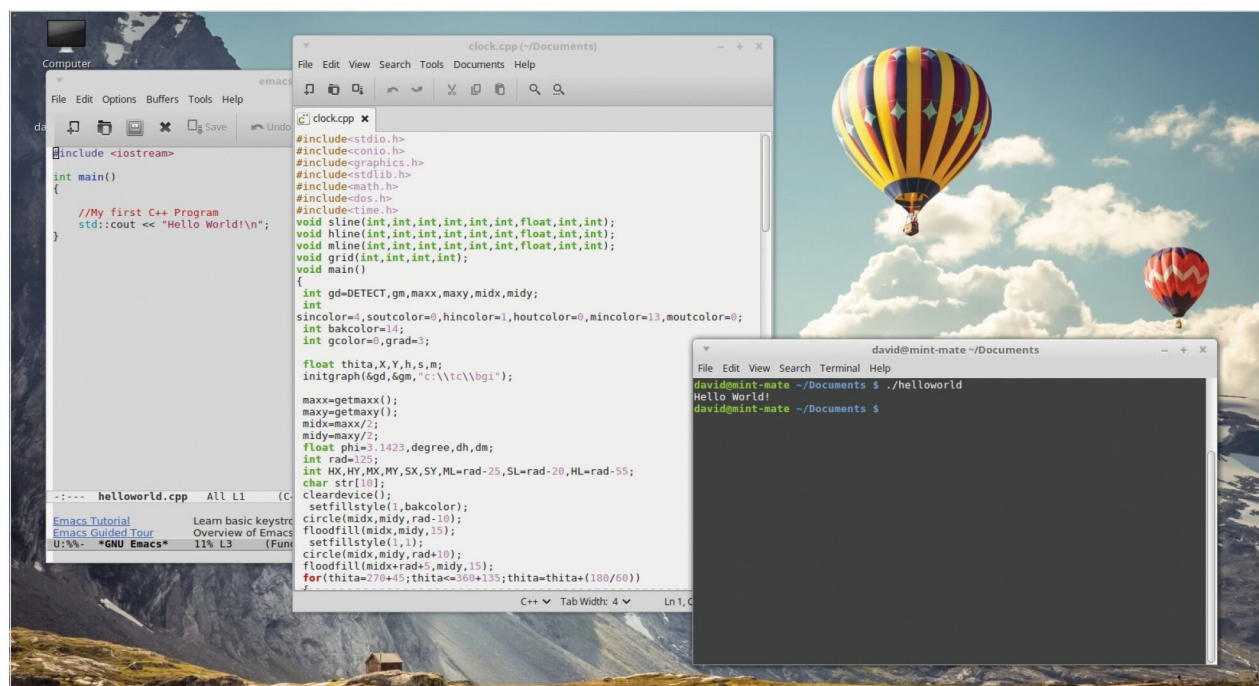 Computer
da
emacs
File Edit Options Buffers Tools Help
Save Undo
#include <iostream>
int main()
{
//My first C++ Program
std::cout << "Hello World!\n";
}
-:--- helloworld.cpp All L1 (C-
Emacs Tutorial Learn basic keystro
Emacs Guided Tour Overview of Emacs
U:%%- *GNU Emacs* 11% L3 (Fun
clock.cpp (~/Documents)
File Edit View Search Tools Documents Help
clock.cpp
#include<stdio.h>
#include<conio.h>
#include<graphics.h>
#include<stdlib.h>
#include<math.h>
#include<dos.h>
#include<time.h>
void sline(int,int,int,int,int,int,float,int,int);
void hline(int,int,int,int,int,int,float,int,int);
void mline(int,int,int,int,int,int,float,int,int);
void grid(int,int,int,int);
void main()
{
int gd=DETECT,gm,maxx,maxy,midx,midy;
int
sincolor=4,soutcolor=0,hincolor=1,houtcolor=0,mincolor=13,moutcolor=0;
int bakcolor=14;
int gcolor=0,grad=3;
float thita,X,Y,h,s,m;
initgraph(&gd,&gm,"c:\\tc\\bgi");
maxx=getmaxx();
maxy=getmaxy();
midx=maxx/2;
midy=maxy/2;
float phi=3.1423,degree,dh,dm;
int rad=125;
int HX,HY,MX,MY,SX,SY,ML=rad-25,SL=rad-20,HL=rad-55;
char str[10];
cleardevice();
setfillstyle(1,bakcolor);
circle(midx,midy,rad-10);
floodfill(midx,midy,15);
setfillstyle(1,1);
circle(midx,midy,rad+10);
floodfill(midx+rad+5,midy,15);
for(thita=270+45;thita<=360+135;thita=thita+(180/60))
{
C++ Tab Width: 4 Ln 1, C
david@mint-mate ~/Documents
File Edit View Search Terminal Help
david@mint-mate ~/Documents $ ./helloworld
Hello World!
david@mint-mate ~/Documents $